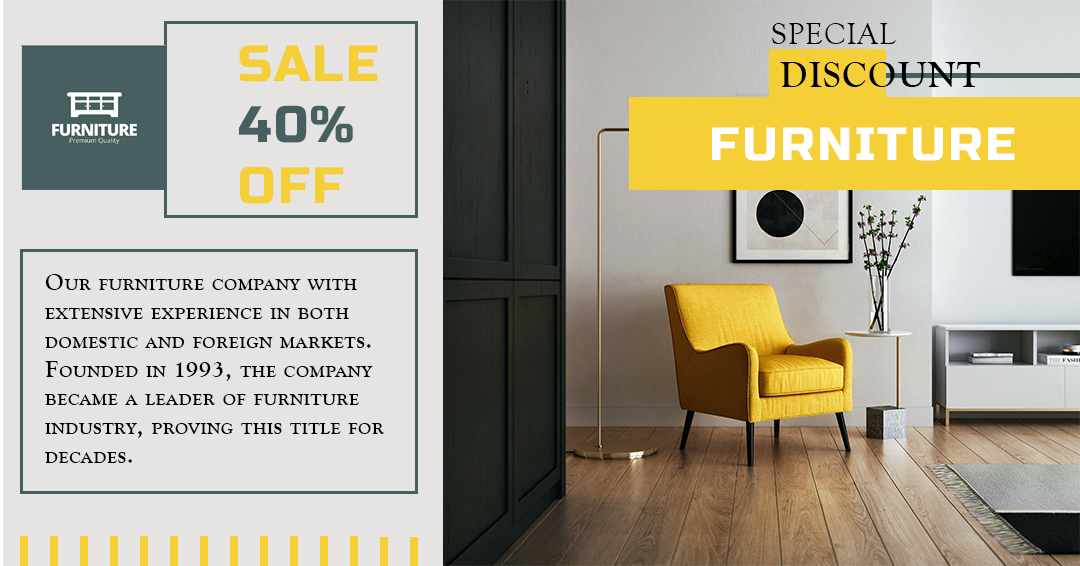 SALE
40%
OFF
FURNITURE
Premium Quality
Our furniture company with
extensive experience in both
domestic and foreign markets.
Founded in 1993, the company
became a leader of furniture
industry, proving this title for
decades.
SPECIAL
DISCOUNT
FURNITURE
THE